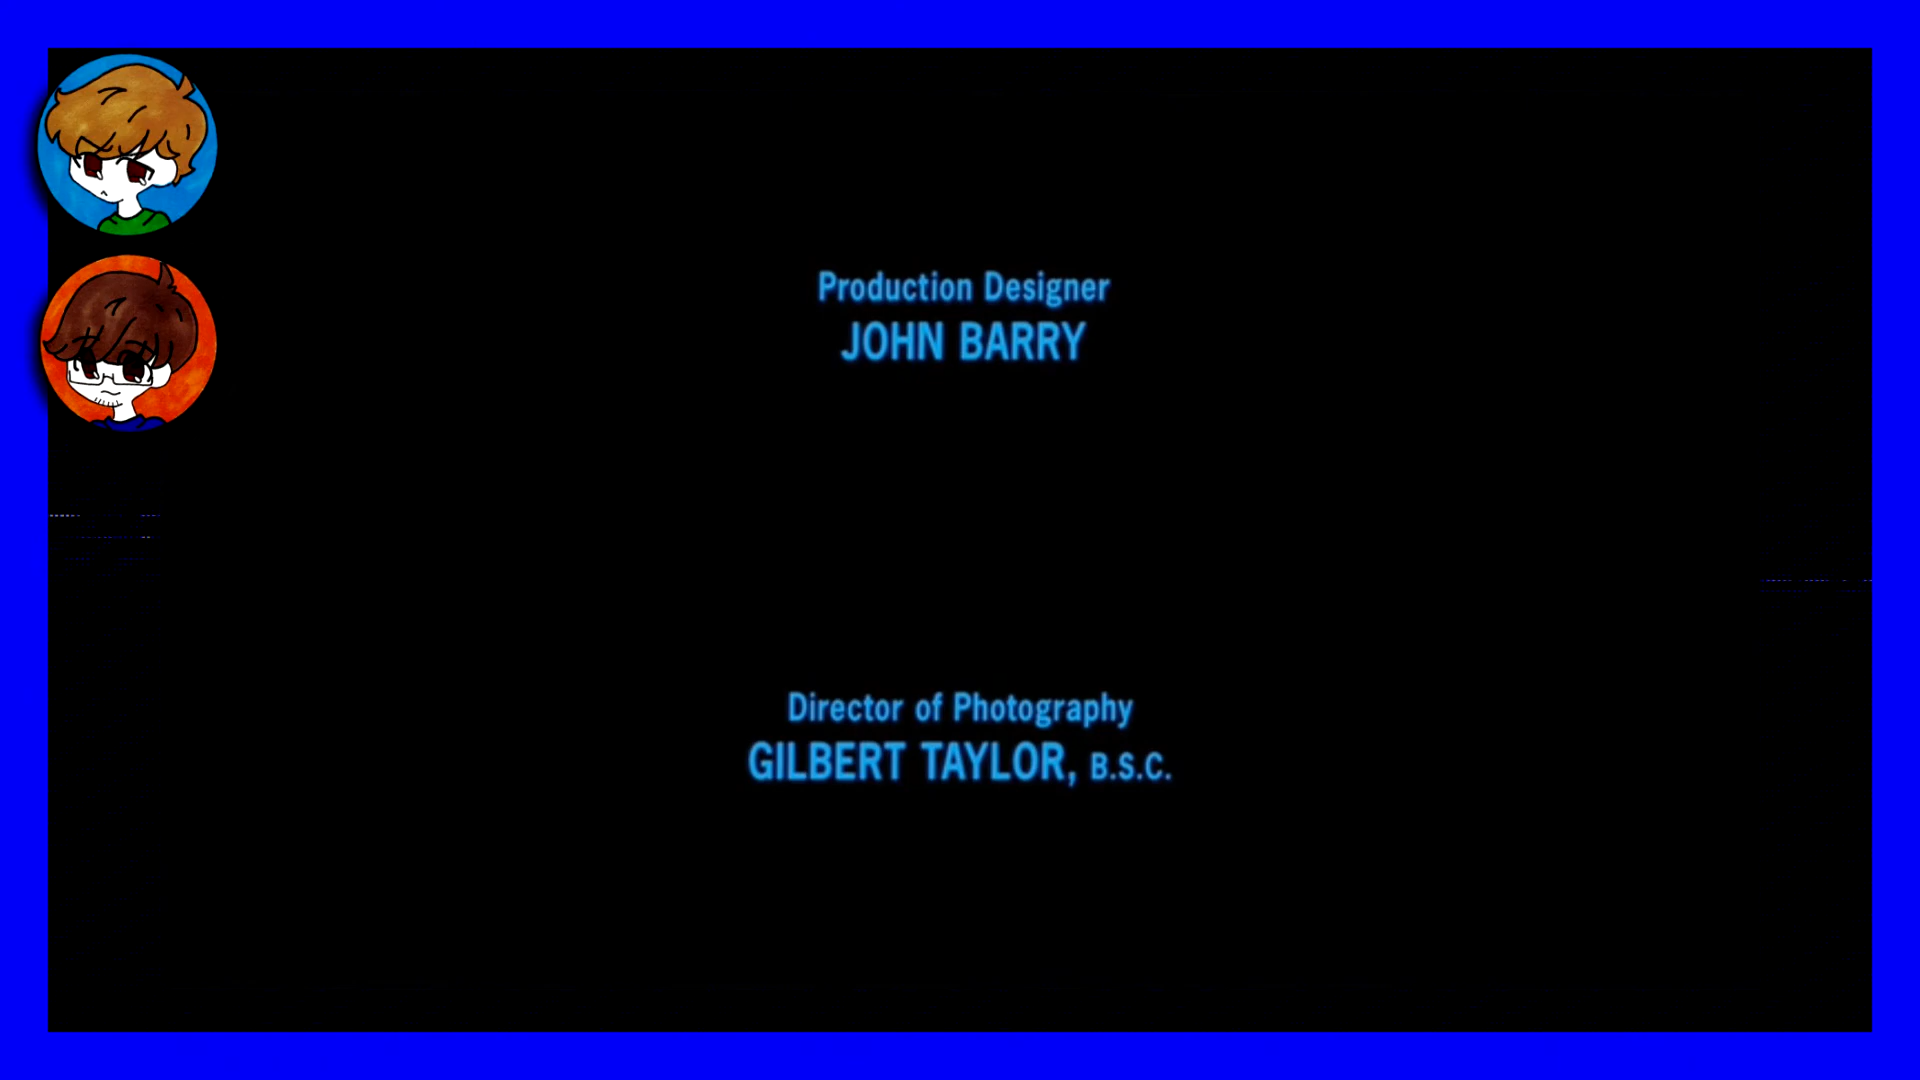 Production Designer
JOHN BARRY
Director of Photography
GILBERT TAYLOR, B.S.C.